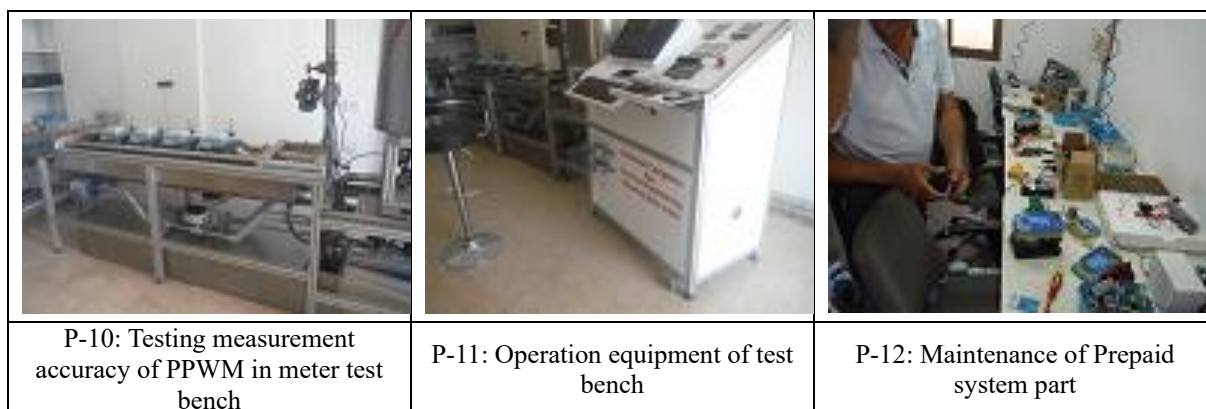 P-10: Testing measurement
accuracy of PPWM in meter test
bench
P-11: Operation equipment of test
bench
P-12: Maintenance of Prepaid
system part